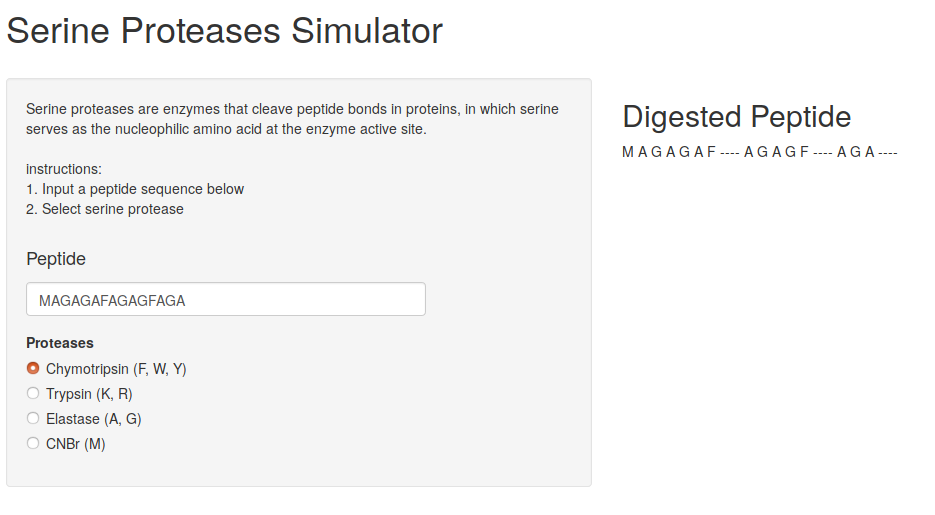 Serine Proteases Simulator
Serine proteases are enzymes that cleave peptide bonds in proteins, in which serine
serves as the nucleophilic amino acid at the enzyme active site.
instructions:
1. Input a peptide sequence below
2. Select serine protease
Peptide
MAGAGAFAGAGFAGA
Proteases
Chymotripsin (F, W, Y)
Trypsin (K, R)
Elastase (A, G)
CNBr (M)
Digested Peptide
M A G A G A F ---- A G A G F ---- A G A ----